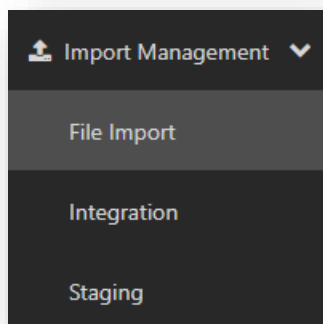 Import Management
File Import
Integration
Staging